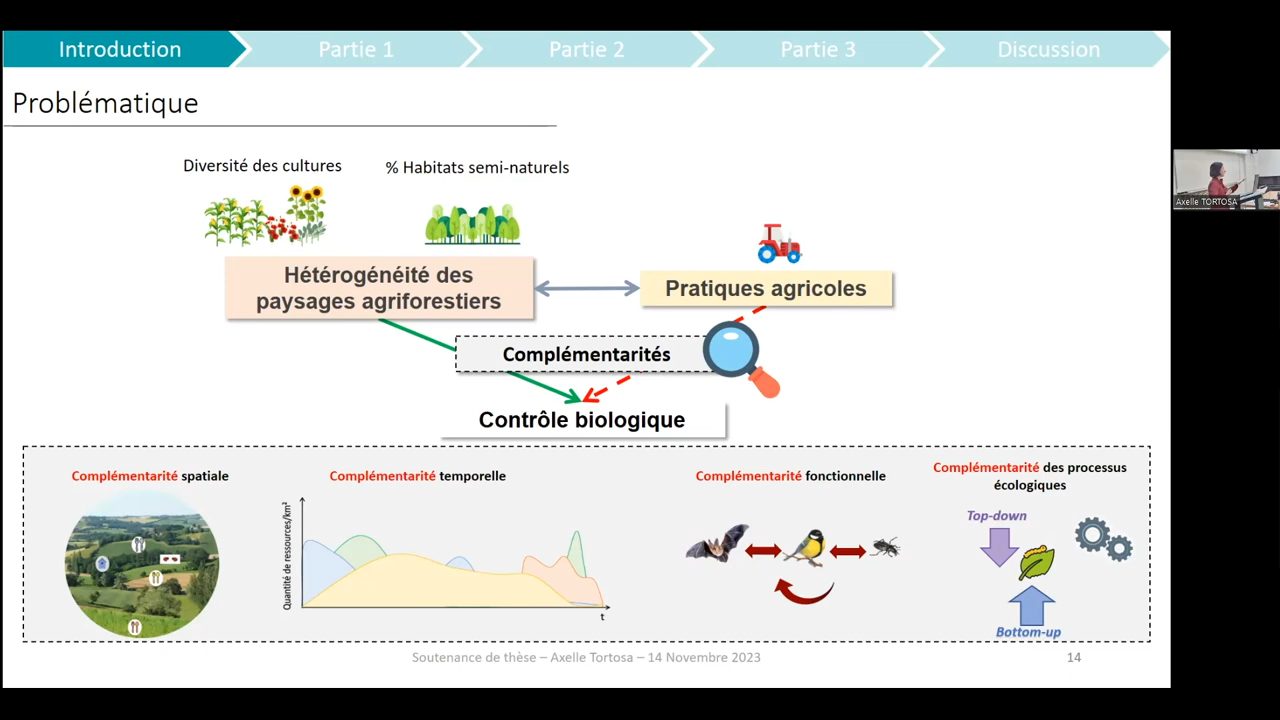 Introduction
Partie 1
Partie 2
Partie 3
Discussion
Problématique
Diversité des cultures
% Habitats semi-naturels
Hétérogénéité des
paysages agriforestiers
Pratiques agricoles
Complémentarités
Contrôle biologique
Complémentarité spatiale
Complémentarité temporelle
Quantité de ressources/km²
t
Complémentarité fonctionnelle
Complémentarité des processus
écologiques
Top-down
Bottom-up
Soutenance de thèse – Axelle Tortosa – 14 Novembre 2023
14
Axelle TORTOSA